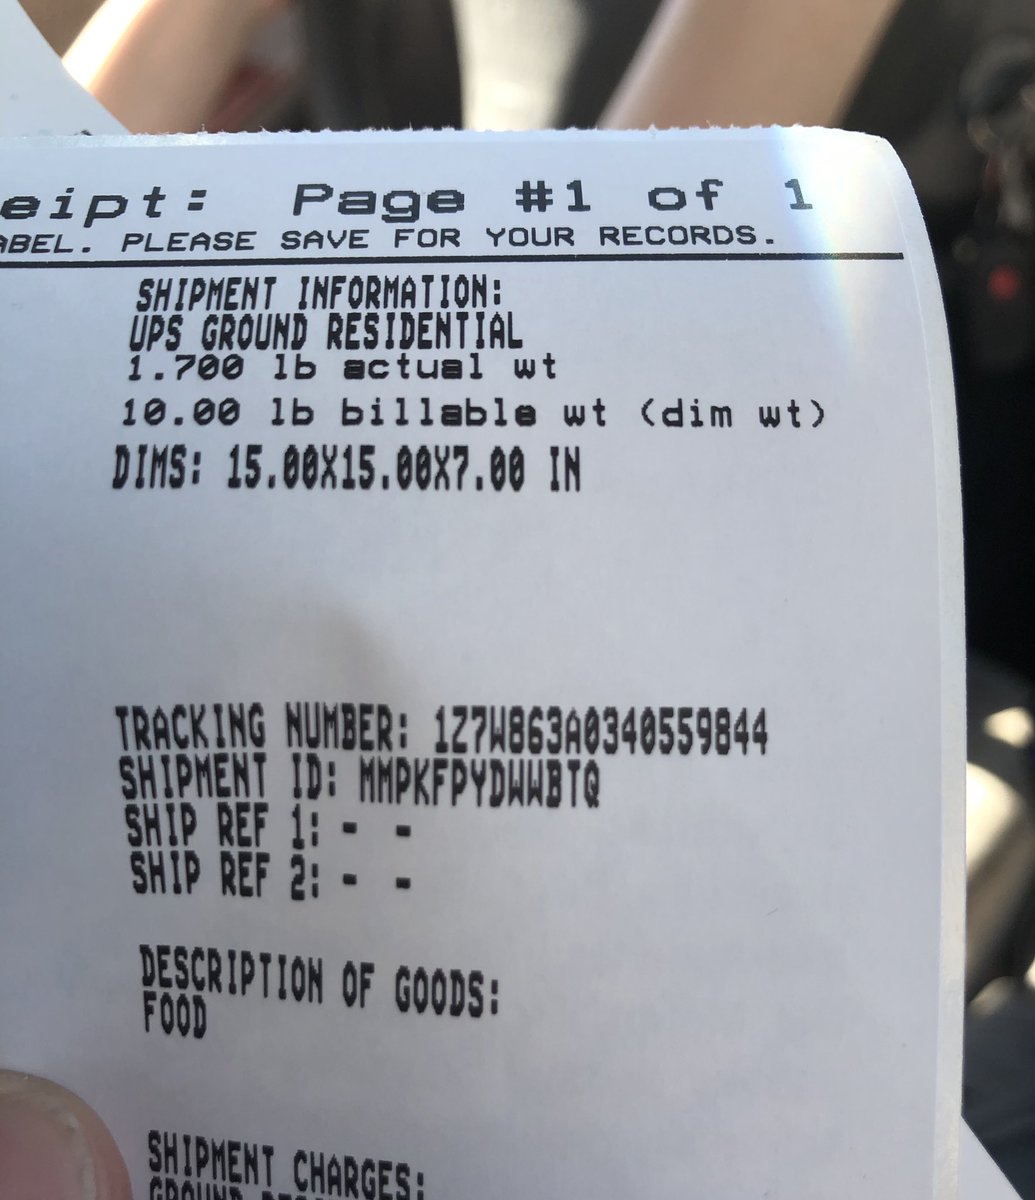 eipt: Page #1 of 1
ABEL. PLEASE SAVE FOR YOUR RECORDS.
SHIPMENT INFORMATION:
UPS GROUND RESIDENTIAL
1.700 lb actual wt
10.00 lb billable wt (dim wt)
DIMS: 15.00X15.00X7.00 IN
TRACKING NUMBER: 1Z7W863A0340559844
SHIPMENT ID: MMPKFPYDWWBTQ
SHIP REF 1: - -
SHIP REF 2: - -
DESCRIPTION OF GOODS:
FOOD
SHIPMENT CHARGES:
GROUND